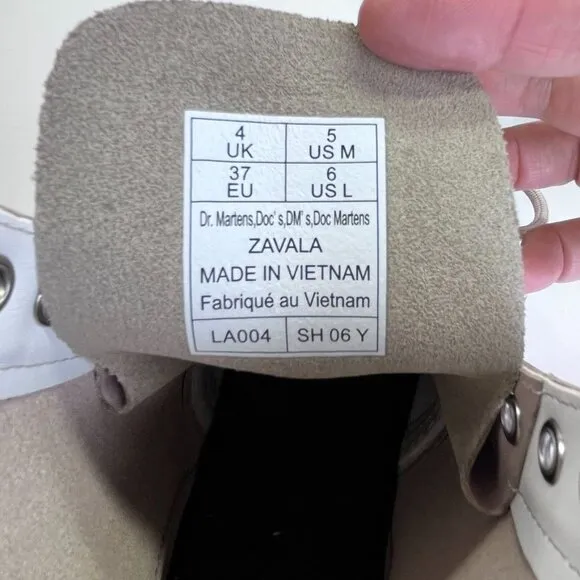 4 UK 5 US M
37 EU 6 US L
Dr. Martens,Doc's,DM's,Doc Martens
ZAVALA
MADE IN VIETNAM
Fabriqué au Vietnam
LA004 SH 06 Y